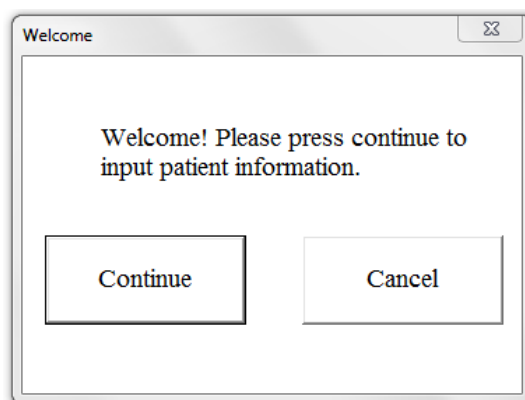 Welcome
Welcome! Please press continue to
input patient information.
Continue
Cancel